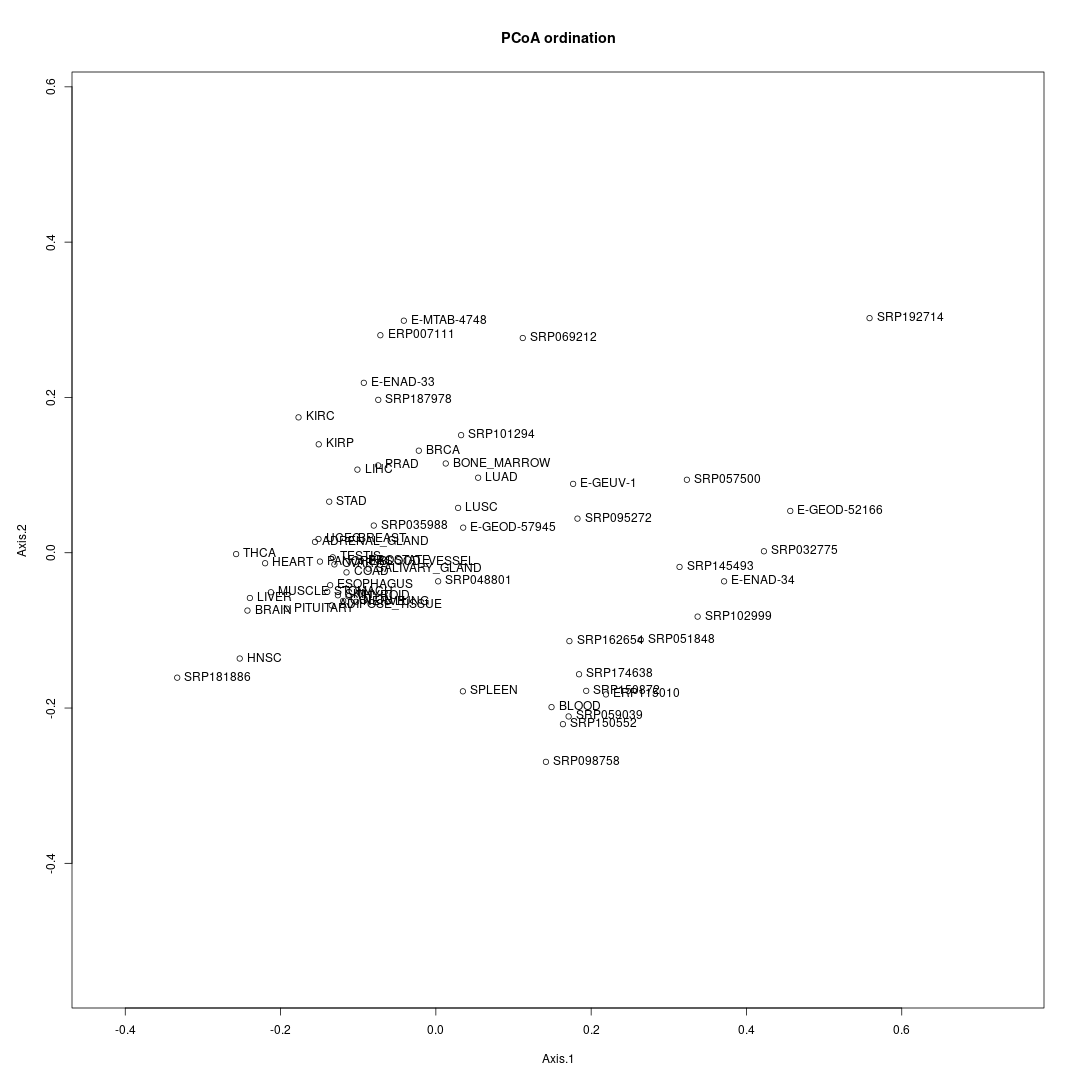 PCoA ordination
0.6
0.4
0.2
0.0
-0.2
-0.4
Axis.2
E-MTAB-4748
SRP192714
ERP007111
SRP069212
E-ENAD-33
SRP187978
KIRC
SRP101294
KIRP
BRCA
PRAD
BONE_MARROW
LIHC
LUAD
SRP057500
E-GEUV-1
STAD
LUSC
E-GEOD-52166
SRP095272
SRP035988
E-GEOD-57945
UCEC
BREAST
ADRENAL_GLAND
THCA
SRP032775
TESTIS
HEART
SALIVARY_GLAND
SRP145493
COAD
SRP048801
E-ENAD-34
ESOPHAGUS
MUSCLE
LIVER
PITUITARY
ADIPOSE_TISSUE
BRAIN
SRP102999
SRP162654
SRP051848
HNSC
SRP181886
SRP174638
SPLEEN
SRP150872
ERP115010
BLOOD
SRP059039
SRP150552
SRP098758
-0.4
-0.2
0.0
0.2
0.4
0.6
Axis.1